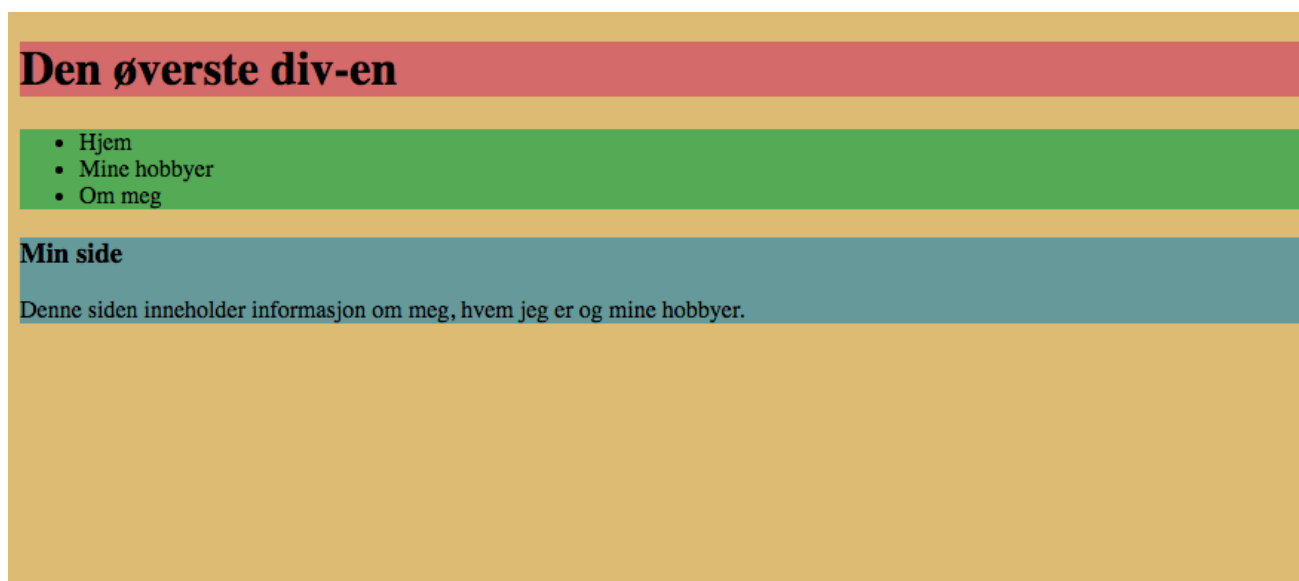 Den øverste div-en
Hjem
Mine hobbyer
Om meg
Min side
Denne siden inneholder informasjon om meg, hvem jeg er og mine hobbyer.